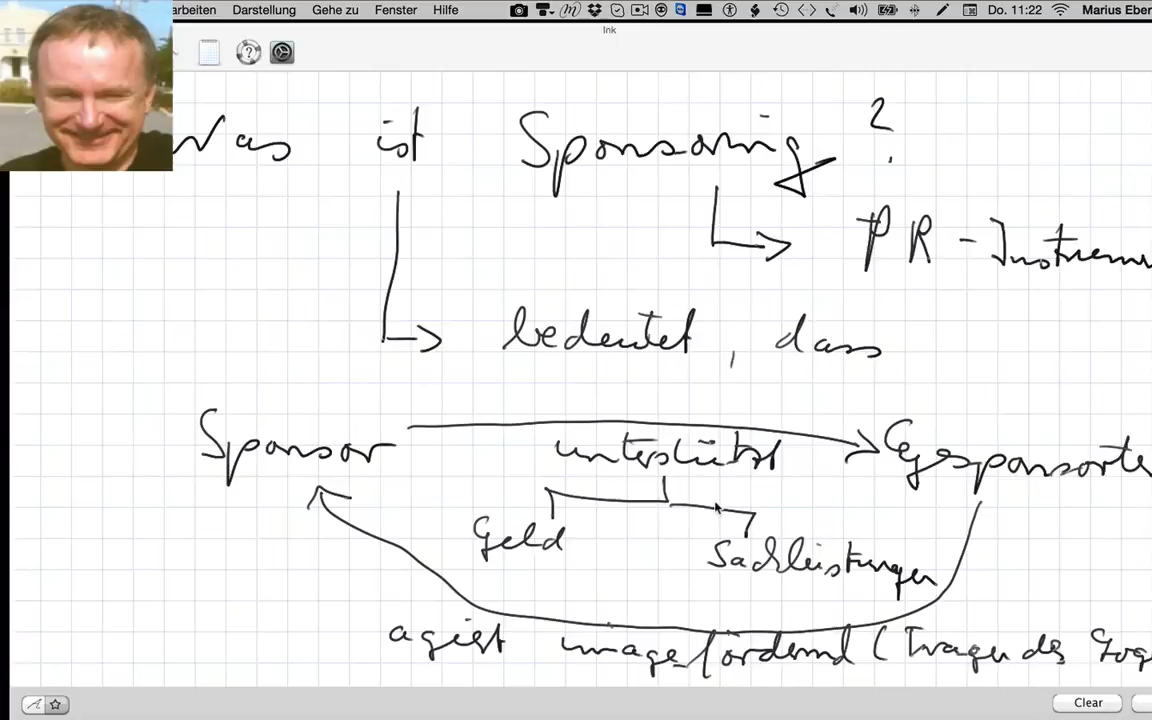 arbeiten Darstellung Gehe zu Fenster Hilfe Do. 11:22 Marius Eber
Ink
Was ist Sponsoring ?
PR-Instrum
bedeutet, dass
Sponsor unterstützt Gesponsorte
Geld
Sachleistungen
agiert imagefördernd (Tragen des Log
Clear